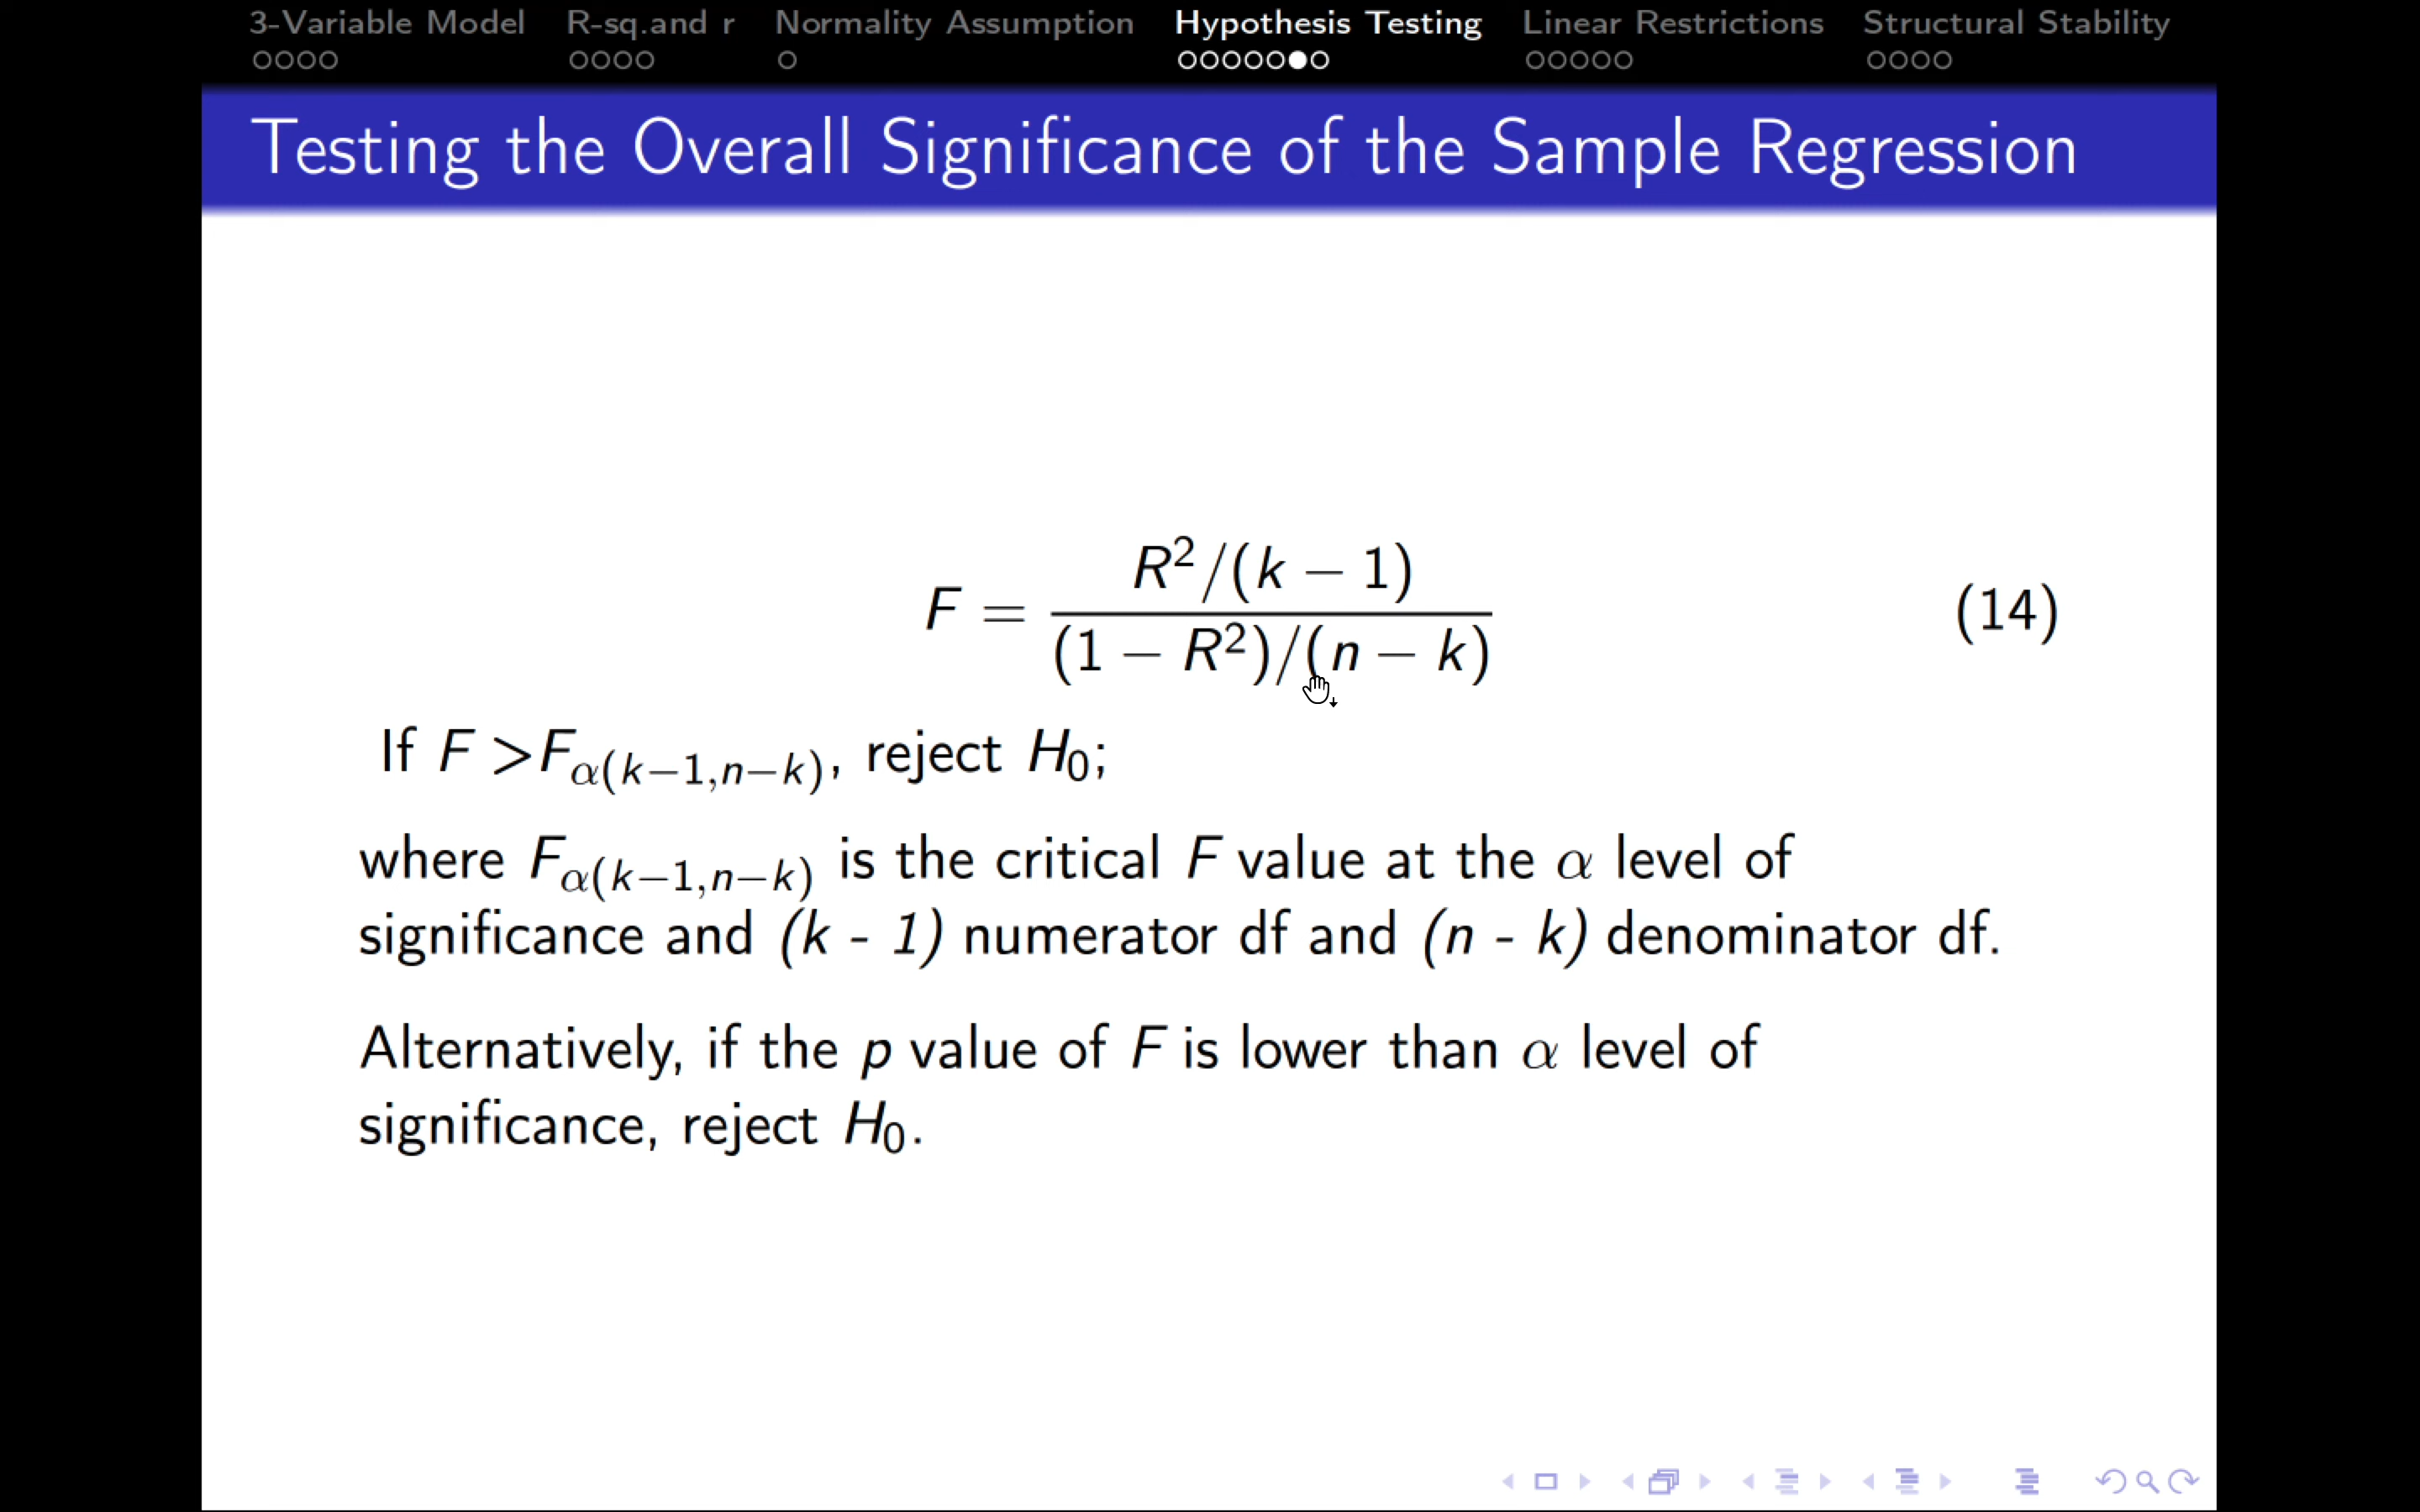 3-Variable Model R-sq.and r Normality Assumption Hypothesis Testing Linear Restrictions Structural Stability
Testing the Overall Significance of the Sample Regression
F = R²/(k − 1) / (1 − R²)/(n − k) (14)
If F >Fα(k−1,n−k), reject H₀;
where Fα(k−1,n−k) is the critical F value at the α level of
significance and (k - 1) numerator df and (n - k) denominator df.
Alternatively, if the p value of F is lower than α level of
significance, reject H₀.